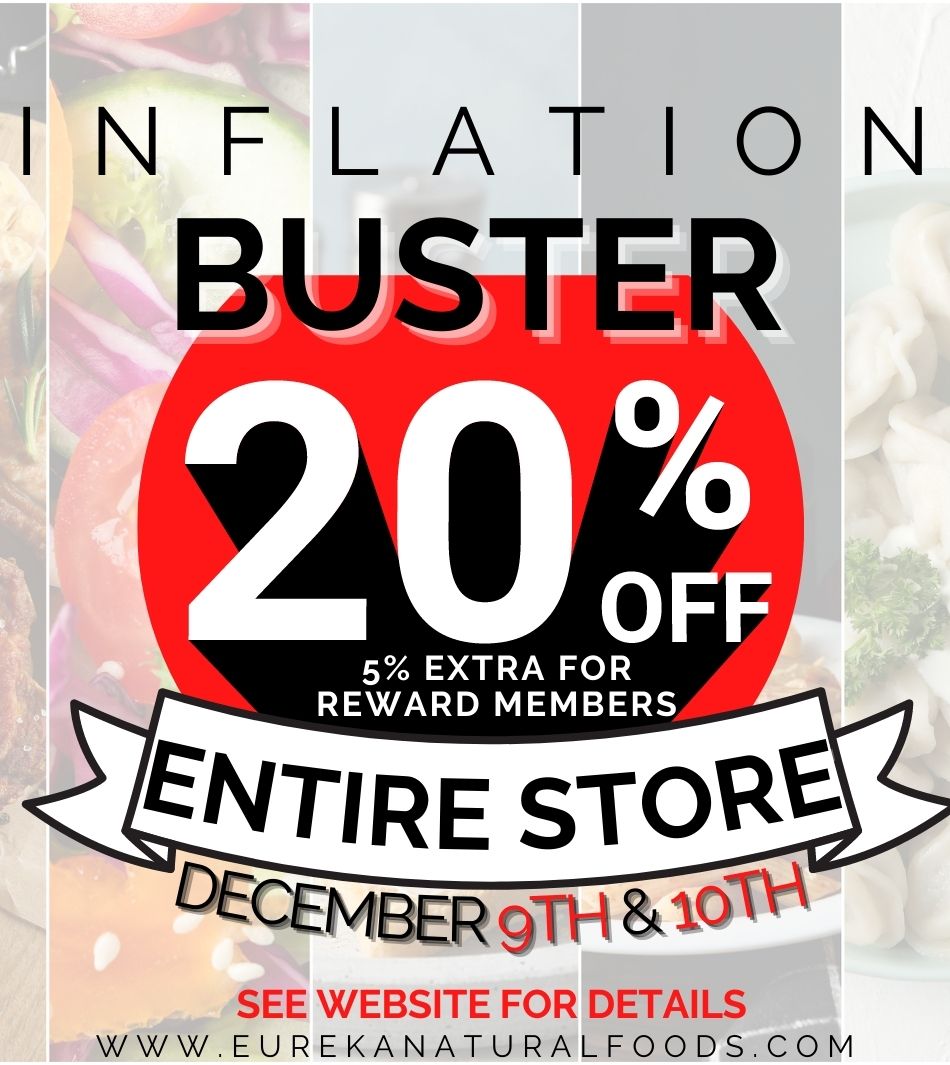 INFLATION
BUSTER
20%
OFF
5% EXTRA FOR
REWARD MEMBERS
ENTIRE STORE
DECEMBER 9TH & 10TH
SEE WEBSITE FOR DETAILS
WWW.EUREKANATURALFOODS.COM